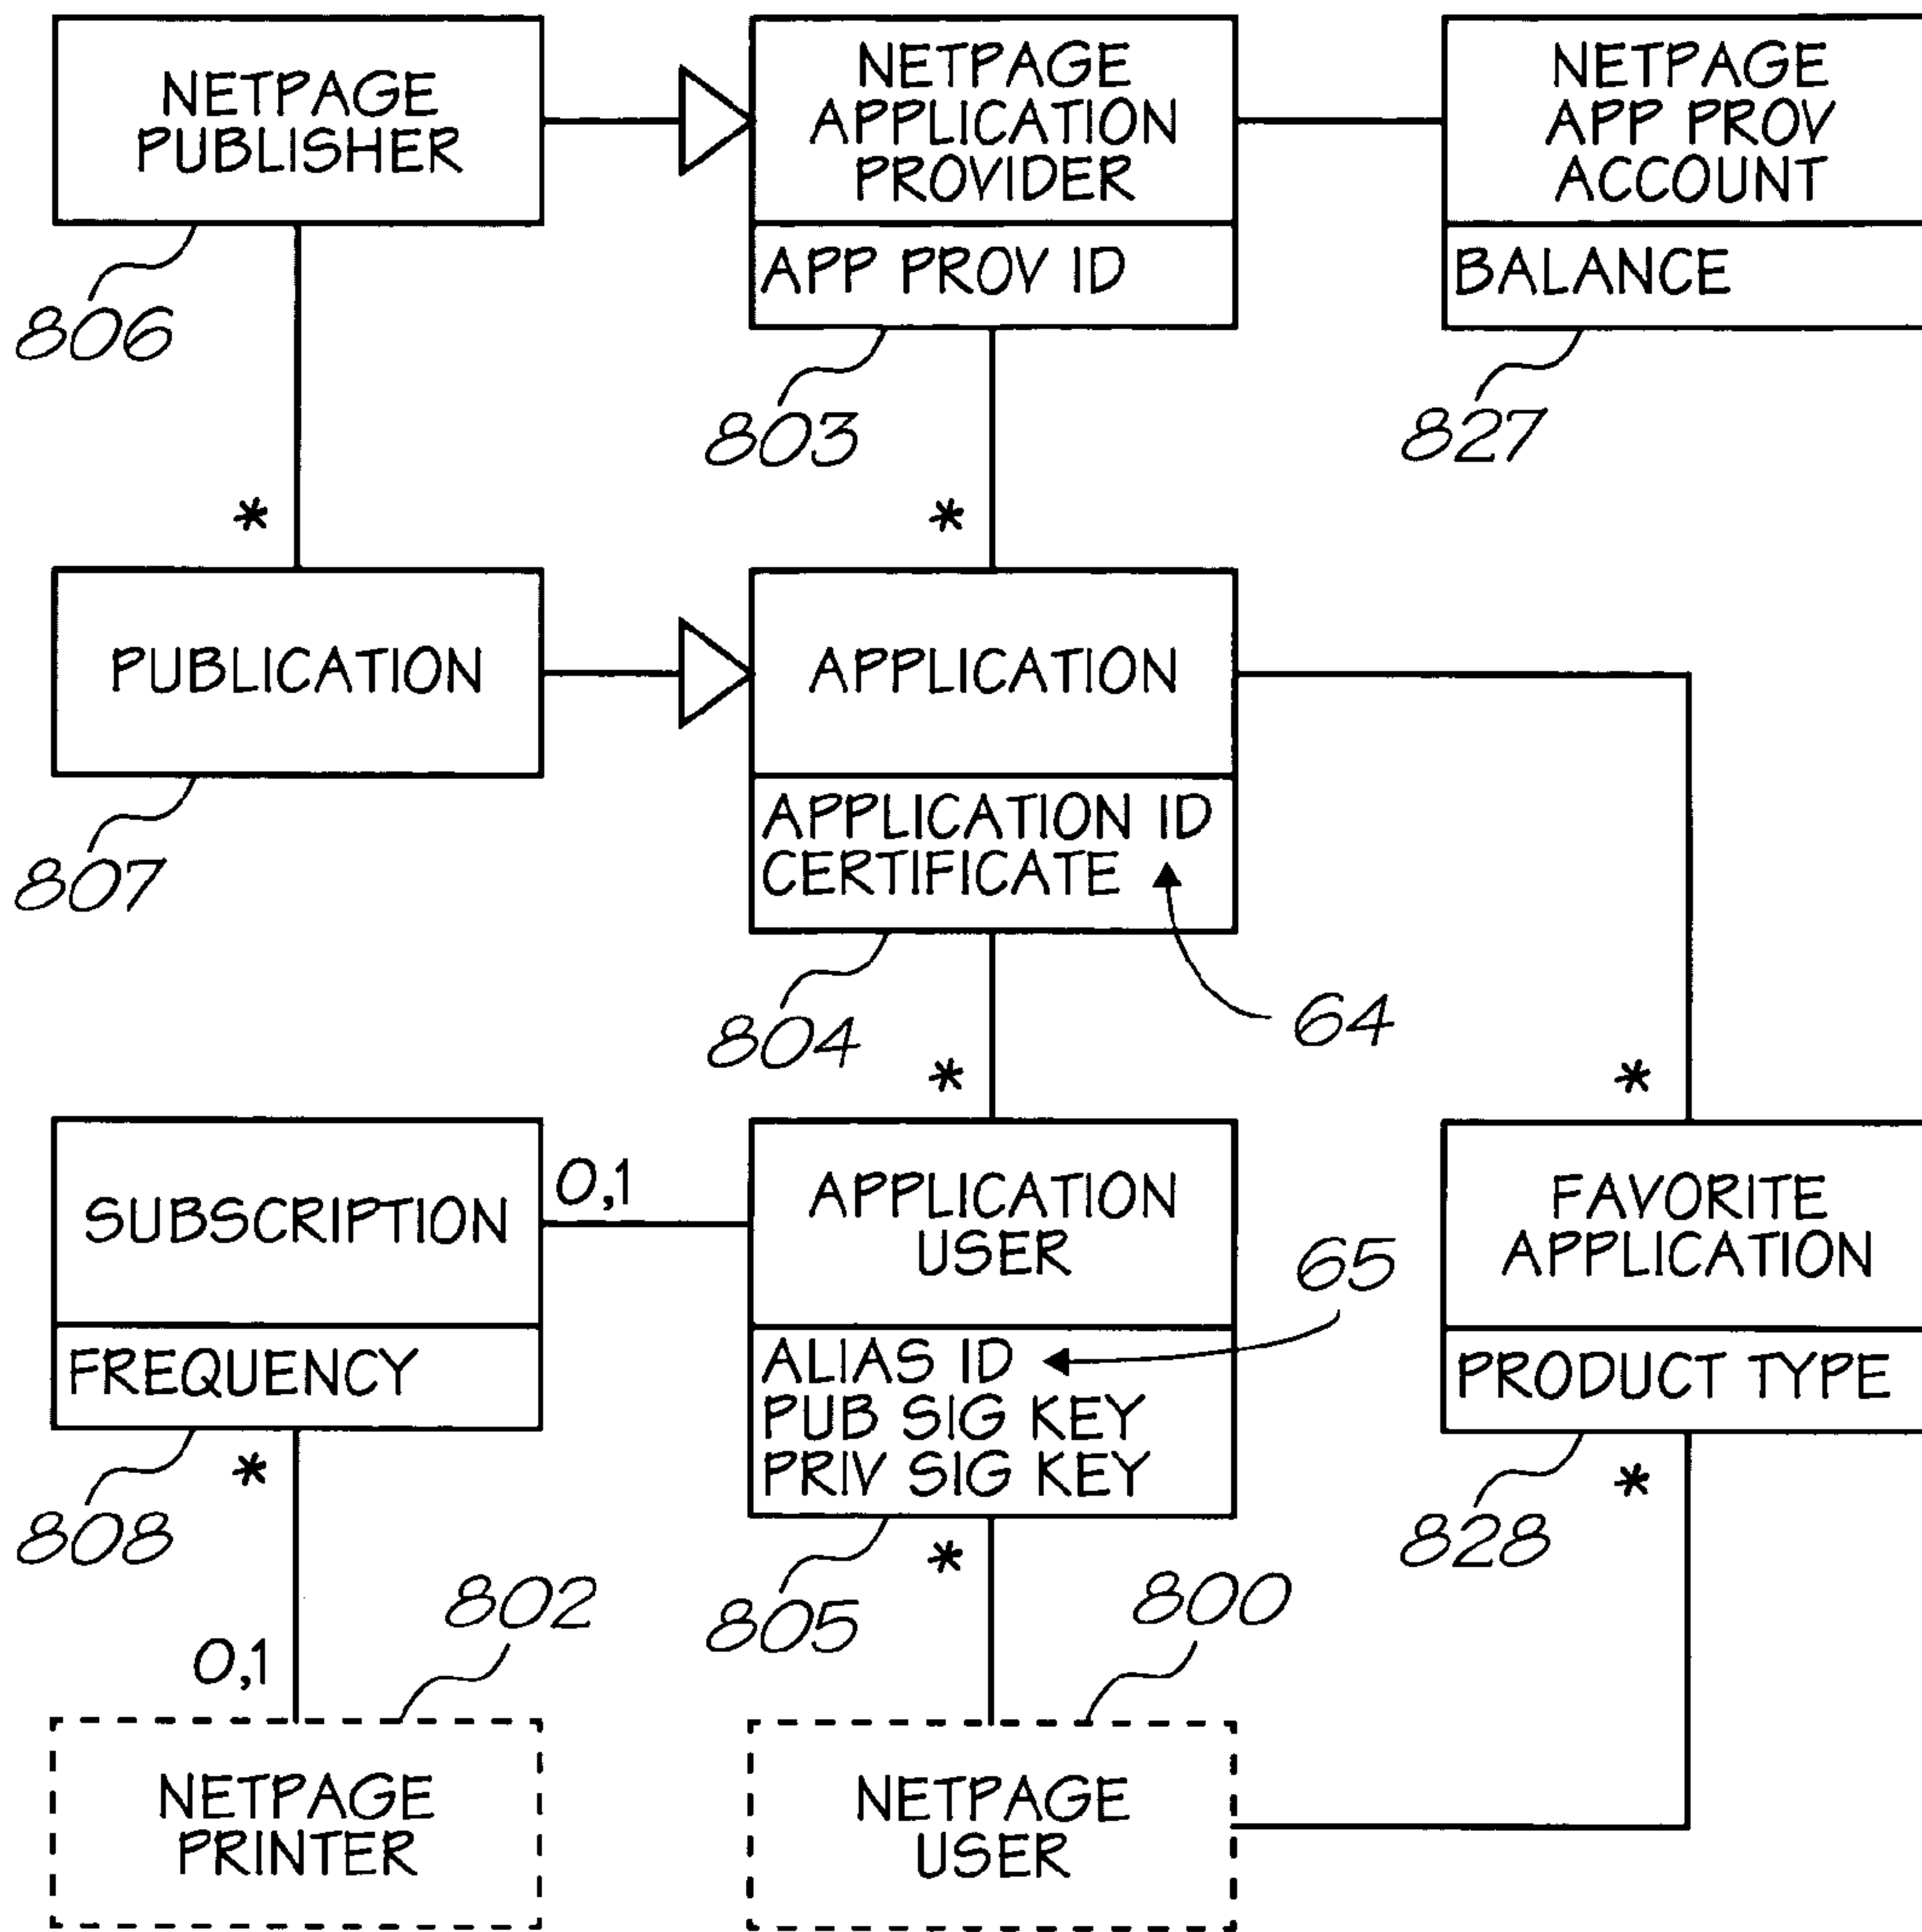 NETPAGE
PUBLISHER
806
NETPAGE
APPLICATION
PROVIDER
APP PROV ID
803
NETPAGE
APP PROV
ACCOUNT
BALANCE
827
*
*
PUBLICATION
807
APPLICATION
APPLICATION ID
CERTIFICATE
804
64
*
*
SUBSCRIPTION
FREQUENCY
808
0,1
APPLICATION
USER
ALIAS ID
PUB SIG KEY
PRIV SIG KEY
805
65
FAVORITE
APPLICATION
PRODUCT TYPE
828
*
*
*
0,1
802
800
NETPAGE
PRINTER
NETPAGE
USER